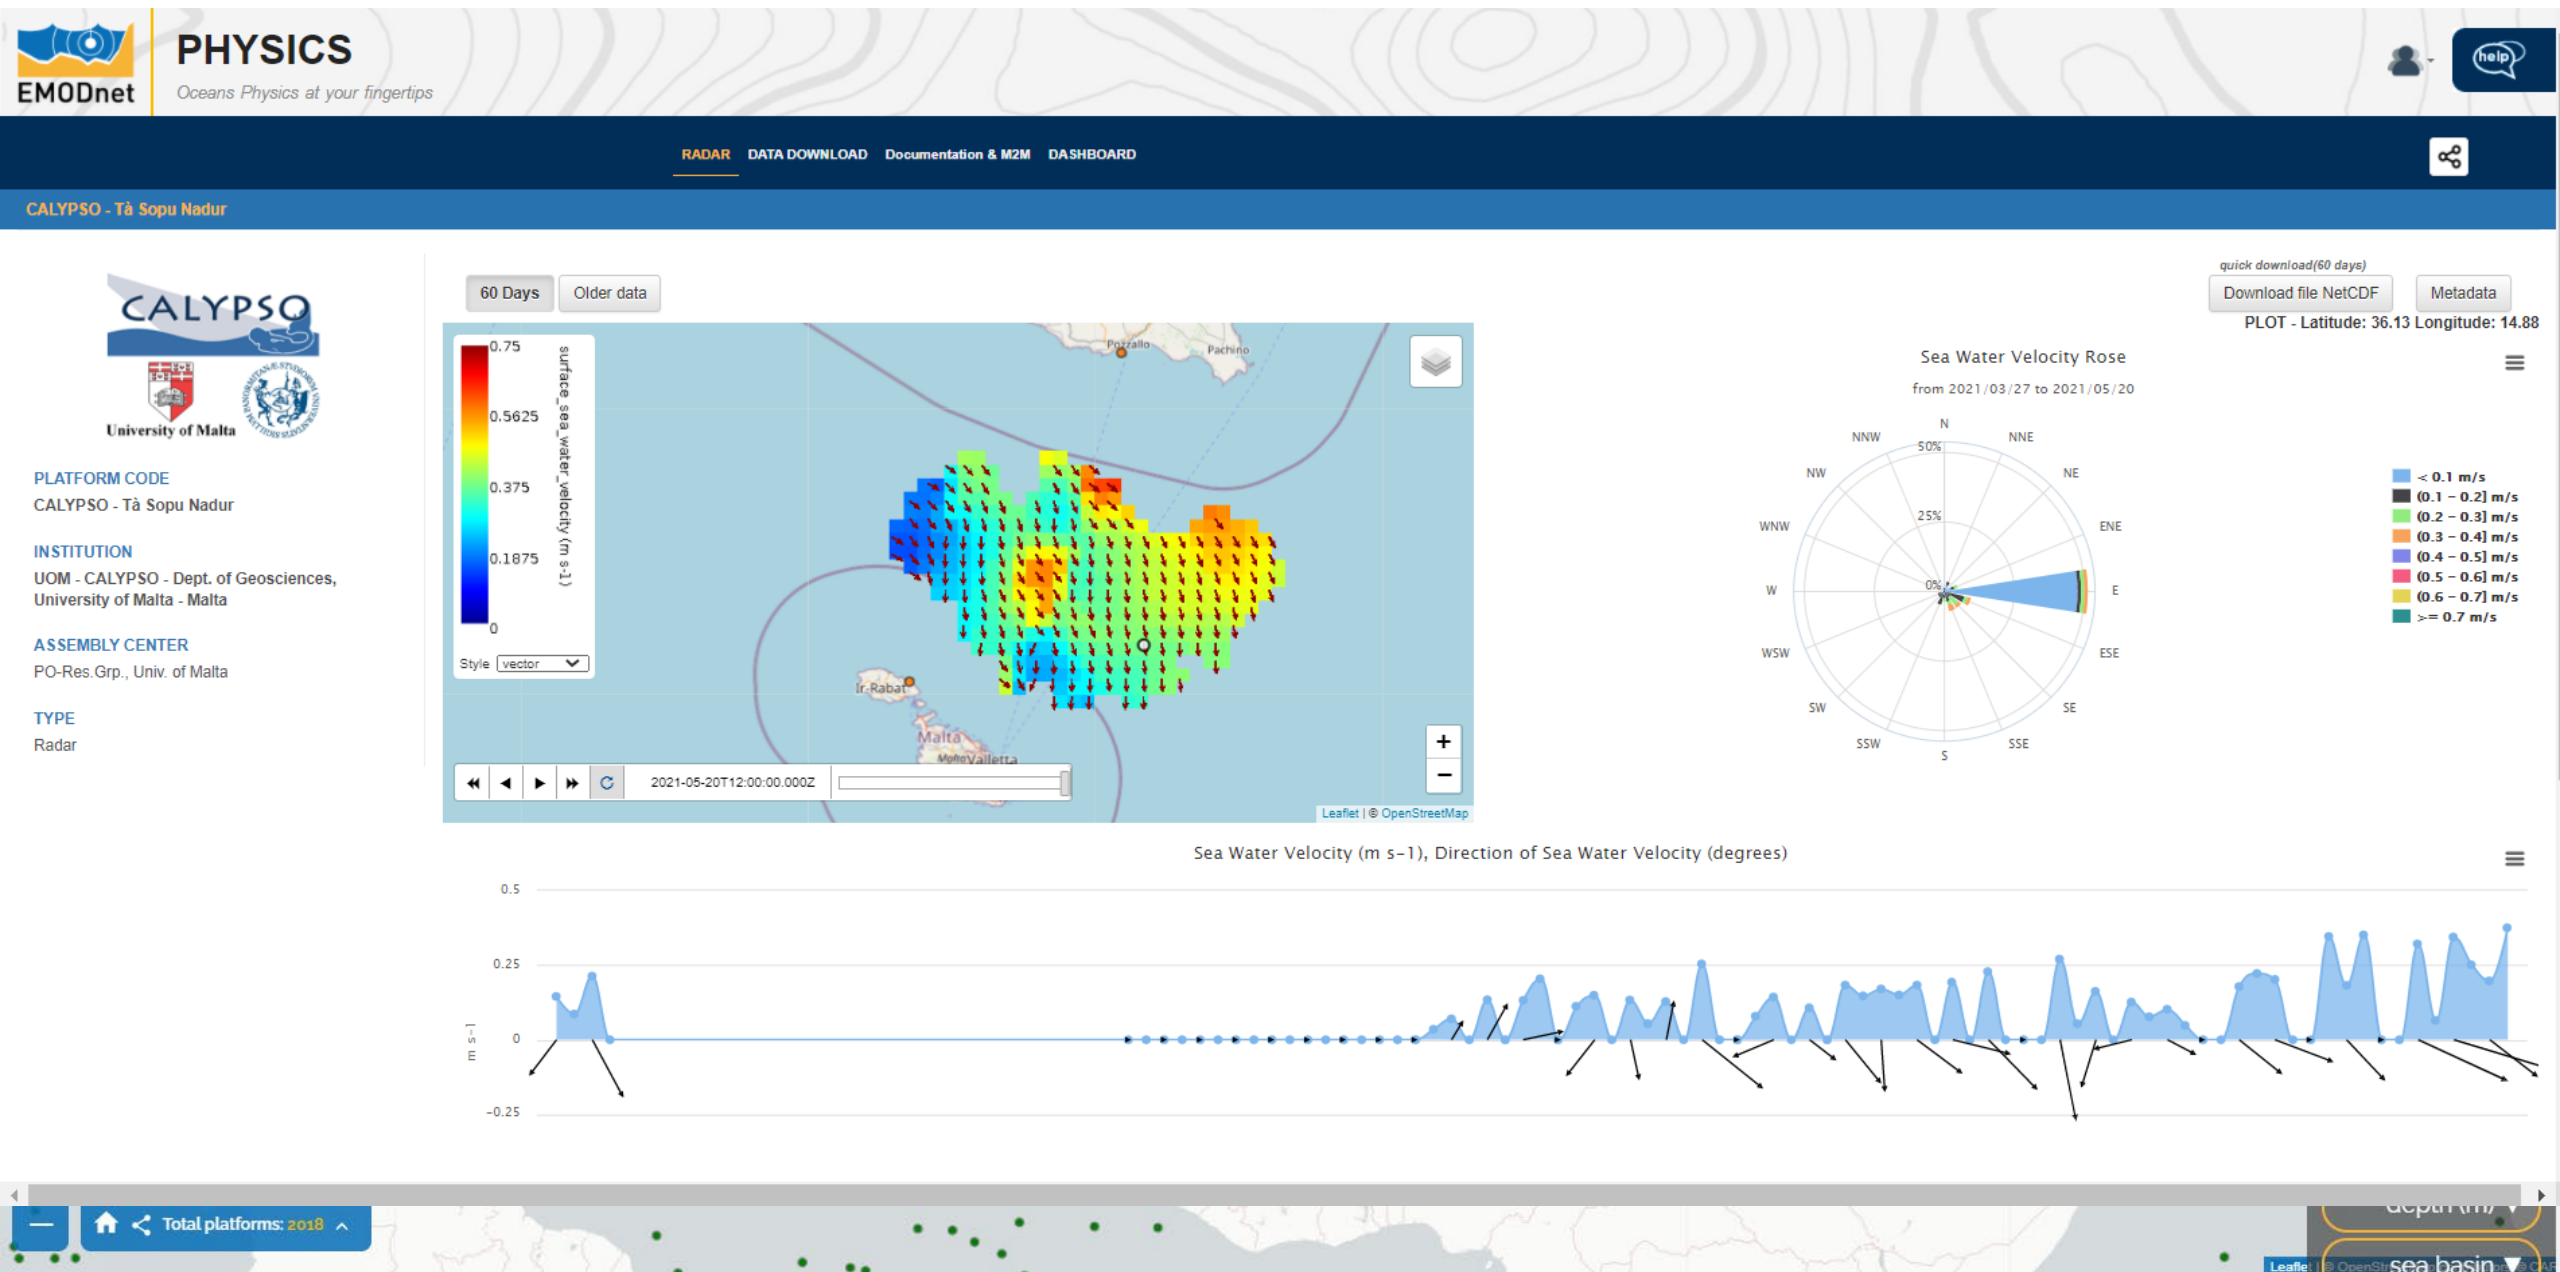 EMODnet
PHYSICS
Oceans Physics at your fingertips
help
RADAR DATA DOWNLOAD Documentation & M2M DASHBOARD
CALYPSO - Tà Sopu Nadur
CALYPSO
University of Malta
PLATFORM CODE
CALYPSO - Tà Sopu Nadur
INSTITUTION
UOM - CALYPSO - Dept. of Geosciences,
University of Malta - Malta
ASSEMBLY CENTER
PO-Res.Grp., Univ. of Malta
TYPE
Radar
60 Days Older data
quick download(60 days)
Download file NetCDF Metadata
PLOT - Latitude: 36.13 Longitude: 14.88
0.75
0.5625
0.375
0.1875
0
surface_sea_water_velocity (m s-1)
Style vector
Pozzallo
Pachino
Ir-Rabat
Malta
Valletta
2021-05-20T12:00:00.000Z
+
−
Leaflet | © OpenStreetMap
Sea Water Velocity Rose
from 2021/03/27 to 2021/05/20
N
NNE
NE
ENE
E
ESE
SE
SSE
S
SSW
SW
WSW
W
WNW
NW
NNW
50%
25%
0%
< 0.1 m/s
(0.1 - 0.2] m/s
(0.2 - 0.3] m/s
(0.3 - 0.4] m/s
(0.4 - 0.5] m/s
(0.5 - 0.6] m/s
(0.6 - 0.7] m/s
>= 0.7 m/s
Sea Water Velocity (m s-1), Direction of Sea Water Velocity (degrees)
0.5
0.25
0
-0.25
m s-1
Total platforms: 2018
depth (m)
sea basin